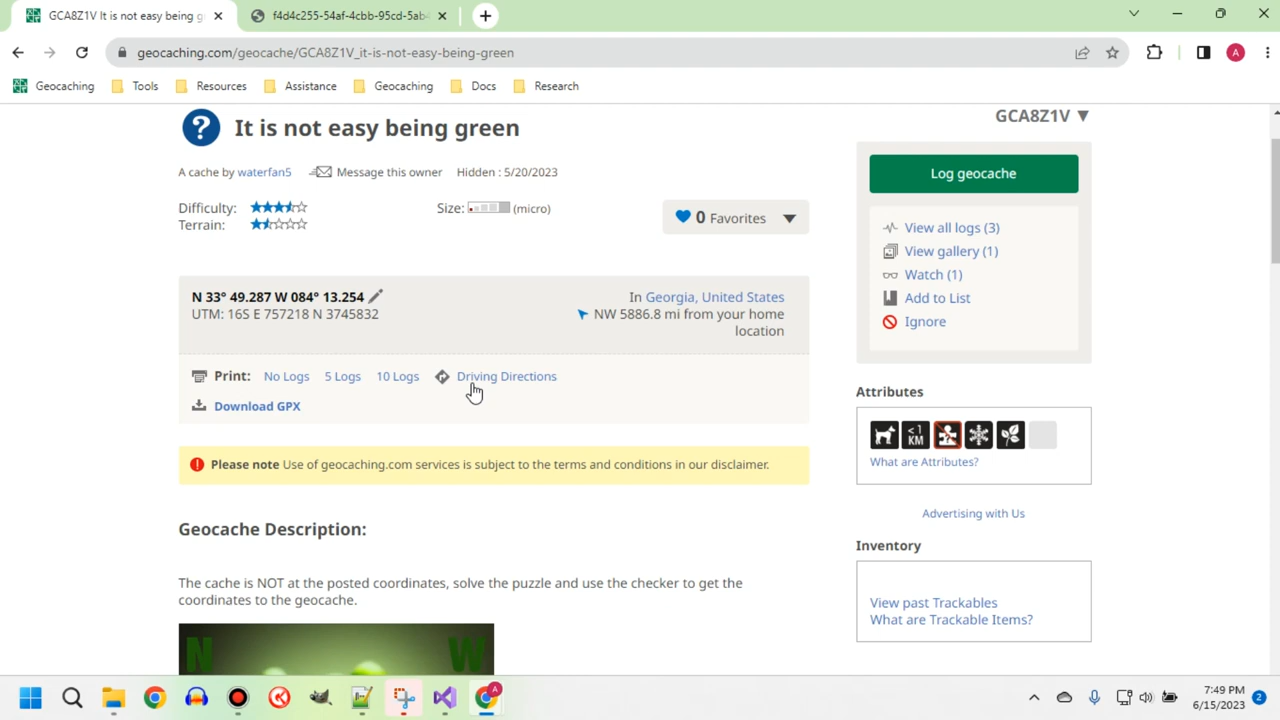 GCA8Z1V It is not easy being g
f4d4c255-54af-4cbb-95cd-5ab4
geocaching.com/geocache/GCA8Z1V_it-is-not-easy-being-green
A
Geocaching
Tools
Resources
Assistance
Geocaching
Docs
Research
It is not easy being green
GCA8Z1V ▼
A cache by waterfan5
Message this owner
Hidden : 5/20/2023
Log geocache
Difficulty:
Size: (micro)
Terrain:
0 Favorites
View all logs (3)
View gallery (1)
Watch (1)
Add to List
Ignore
N 33° 49.287 W 084° 13.254
UTM: 16S E 757218 N 3745832
In Georgia, United States
NW 5886.8 mi from your home
location
Print: No Logs 5 Logs 10 Logs Driving Directions
Download GPX
Attributes
<1 KM
What are Attributes?
Please note Use of geocaching.com services is subject to the terms and conditions in our disclaimer.
Advertising with Us
Geocache Description:
Inventory
The cache is NOT at the posted coordinates, solve the puzzle and use the checker to get the
coordinates to the geocache.
View past Trackables
What are Trackable Items?
N W
A
7:49 PM
6/15/2023
2